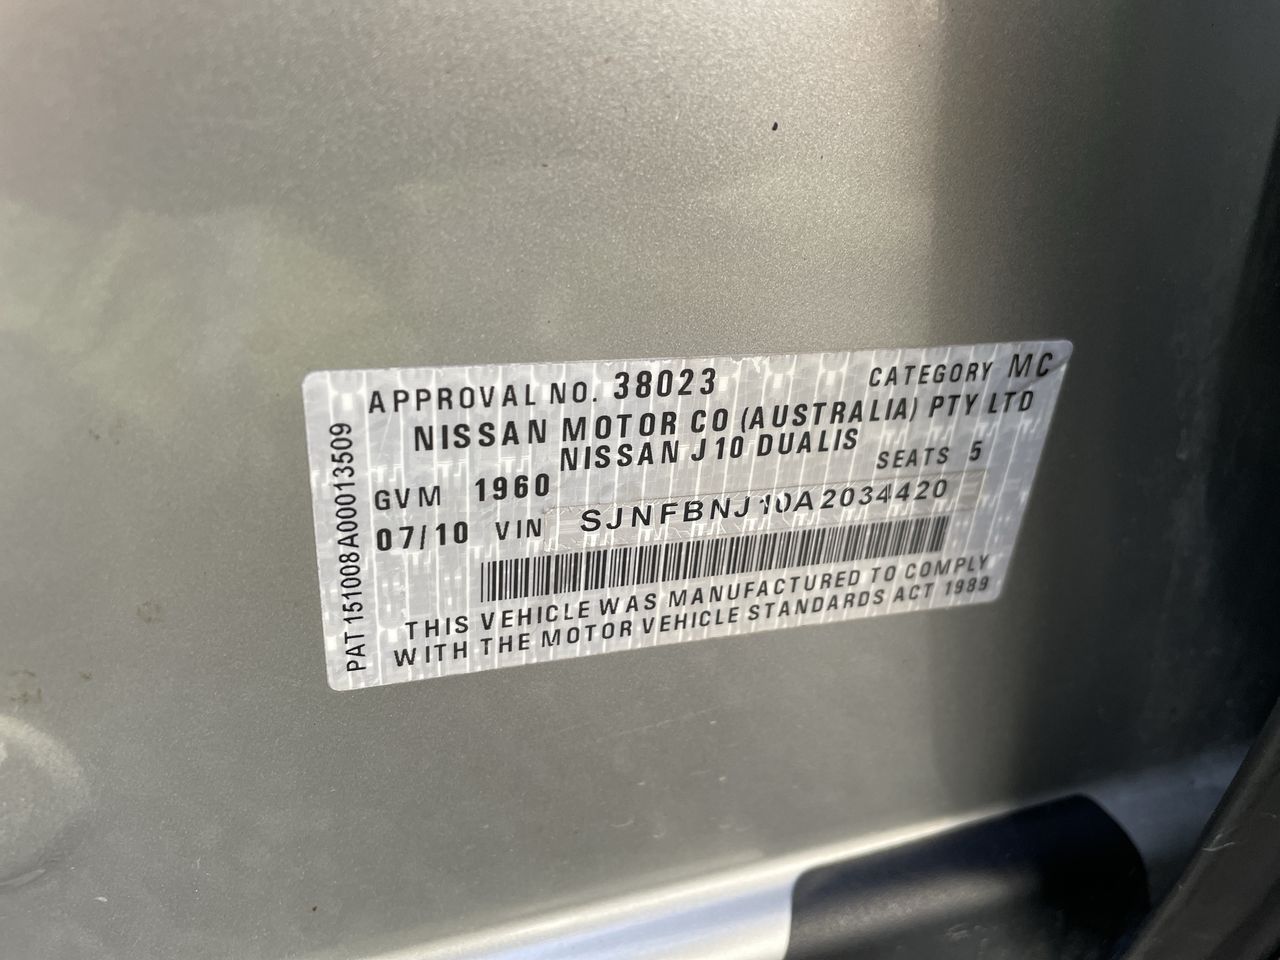 APPROVAL NO. 38023 CATEGORY MC
NISSAN MOTOR CO (AUSTRALIA) PTY LTD
NISSAN J10 DUALIS
GVM 1960 SEATS 5
07/10 VIN SJNFBNJ10A2034420
THIS VEHICLE WAS MANUFACTURED TO COMPLY
WITH THE MOTOR VEHICLE STANDARDS ACT 1989
PAT 151008A00013509